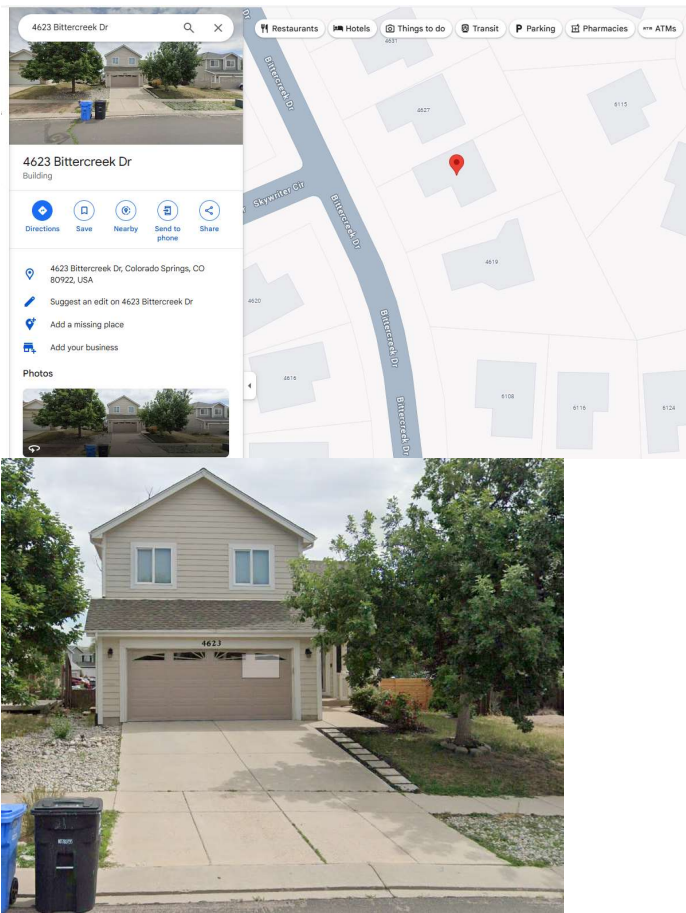 4623 Bittercreek Dr
Restaurants
Hotels
Things to do
Transit
Parking
Pharmacies
ATMs
4623 Bittercreek Dr
Building
Directions
Save
Nearby
Send to
phone
Share
4623 Bittercreek Dr, Colorado Springs, CO
80922, USA
Suggest an edit on 4623 Bittercreek Dr
Add a missing place
Add your business
Photos
Dr
4631
Bittercreek Dr
4627
6115
Skywriter Cir
Bittercreek Dr
4619
4620
Bittercreek Dr
4616
6108
6116
6124
Bittercreek Dr
4623